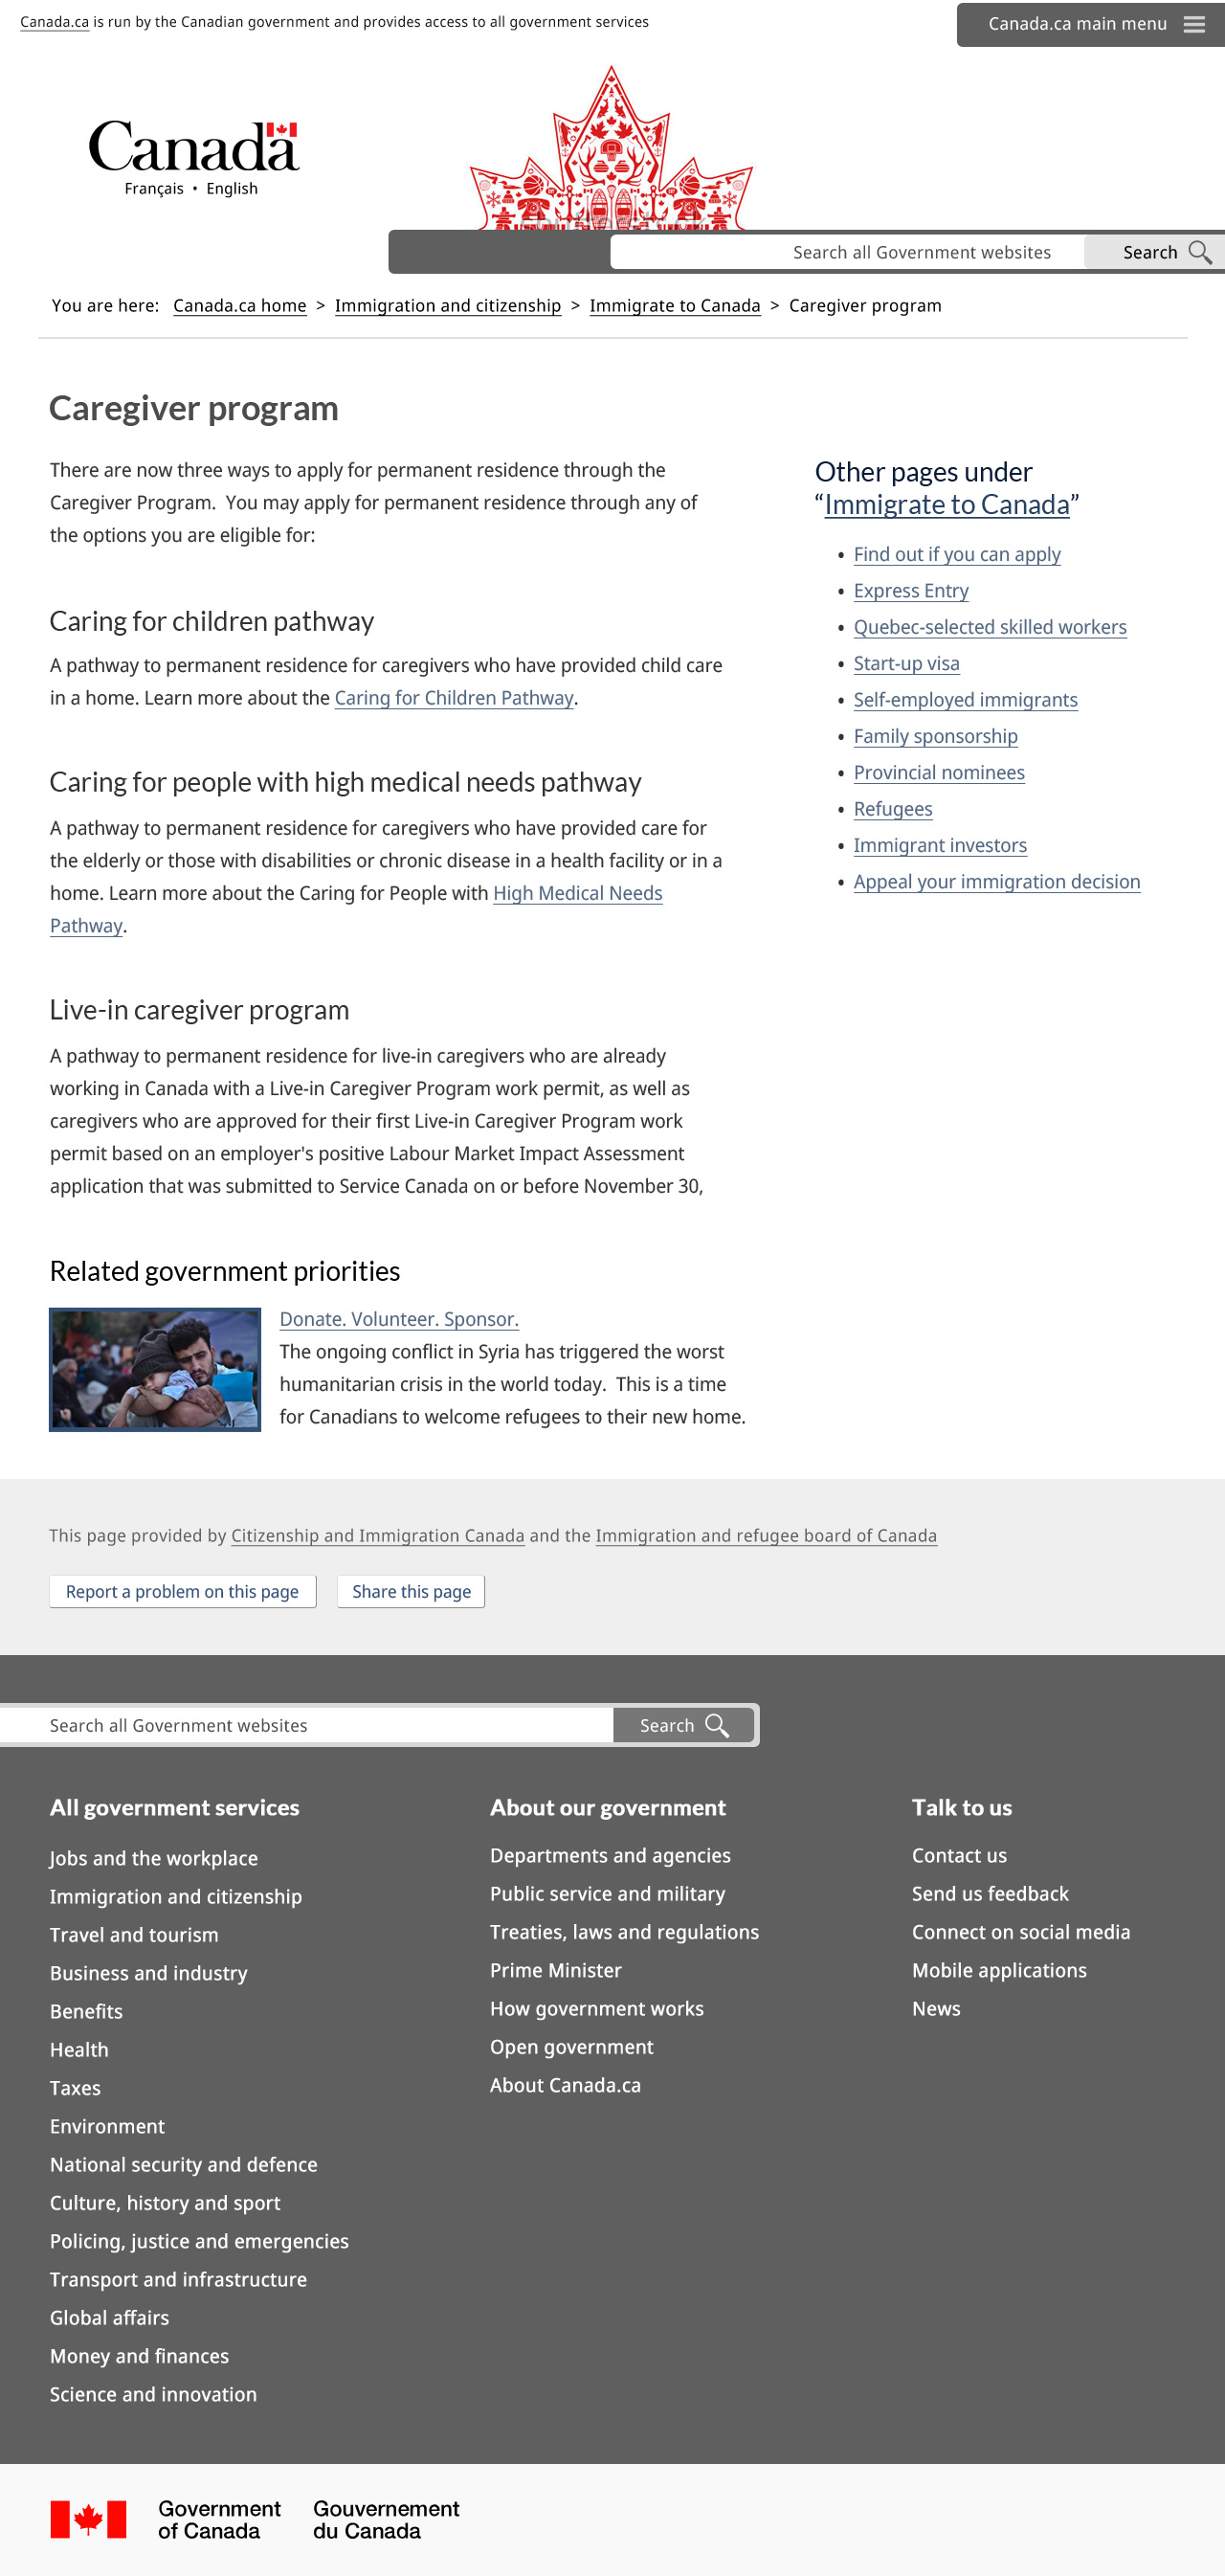 Canada.ca is run by the Canadian government and provides access to all government services
Canada.ca main menu
Canada
Français • English
Search all Government websites
Search
You are here: Canada.ca home > Immigration and citizenship > Immigrate to Canada > Caregiver program
Caregiver program
There are now three ways to apply for permanent residence through the
Caregiver Program. You may apply for permanent residence through any of
the options you are eligible for:
Caring for children pathway
A pathway to permanent residence for caregivers who have provided child care
in a home. Learn more about the Caring for Children Pathway.
Caring for people with high medical needs pathway
A pathway to permanent residence for caregivers who have provided care for
the elderly or those with disabilities or chronic disease in a health facility or in a
home. Learn more about the Caring for People with High Medical Needs
Pathway.
Live-in caregiver program
A pathway to permanent residence for live-in caregivers who are already
working in Canada with a Live-in Caregiver Program work permit, as well as
caregivers who are approved for their first Live-in Caregiver Program work
permit based on an employer's positive Labour Market Impact Assessment
application that was submitted to Service Canada on or before November 30,
Other pages under
“Immigrate to Canada”
• Find out if you can apply
• Express Entry
• Quebec-selected skilled workers
• Start-up visa
• Self-employed immigrants
• Family sponsorship
• Provincial nominees
• Refugees
• Immigrant investors
• Appeal your immigration decision
Related government priorities
Donate. Volunteer. Sponsor.
The ongoing conflict in Syria has triggered the worst
humanitarian crisis in the world today. This is a time
for Canadians to welcome refugees to their new home.
This page provided by Citizenship and Immigration Canada and the Immigration and refugee board of Canada
Report a problem on this page
Share this page
Search all Government websites
Search
All government services
Jobs and the workplace
Immigration and citizenship
Travel and tourism
Business and industry
Benefits
Health
Taxes
Environment
National security and defence
Culture, history and sport
Policing, justice and emergencies
Transport and infrastructure
Global affairs
Money and finances
Science and innovation
About our government
Departments and agencies
Public service and military
Treaties, laws and regulations
Prime Minister
How government works
Open government
About Canada.ca
Talk to us
Contact us
Send us feedback
Connect on social media
Mobile applications
News
Government
of Canada
Gouvernement
du Canada